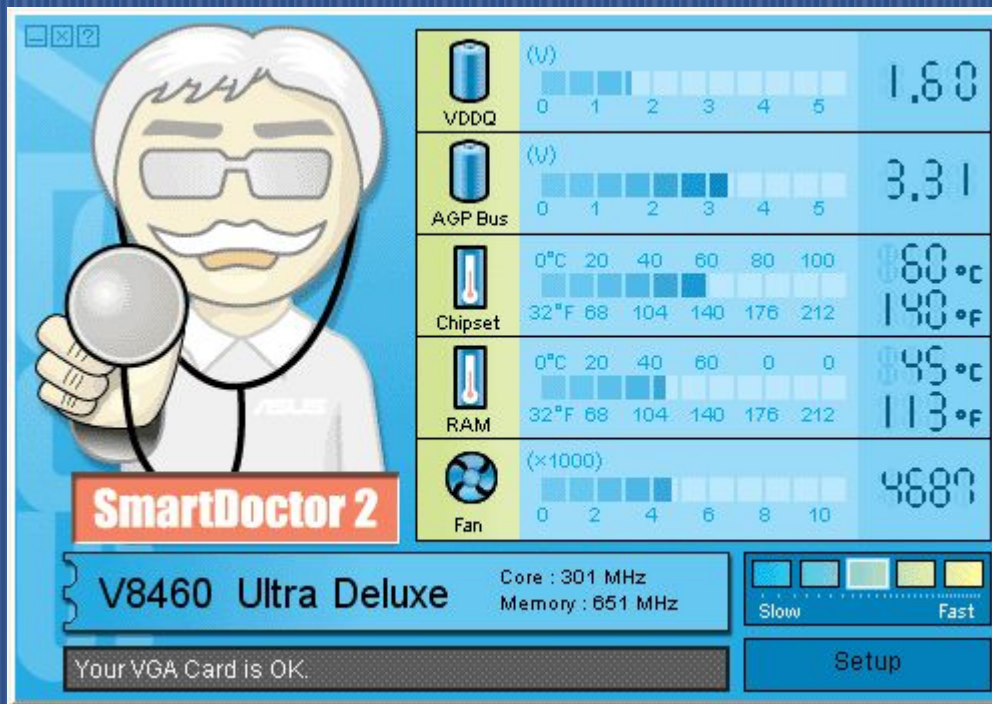 VDDQ
(V)
0 1 2 3 4 5
1.60
AGP Bus
(V)
0 1 2 3 4 5
3.31
Chipset
0°C 20 40 60 80 100
32°F 68 104 140 176 212
60 °C
140 °F
RAM
0°C 20 40 60 0 0
32°F 68 104 140 176 212
45 °C
113 °F
Fan
(×1000)
0 2 4 6 8 10
4687
ASUS
SmartDoctor 2
V8460 Ultra Deluxe
Core : 301 MHz
Memory : 651 MHz
Slow Fast
Your VGA Card is OK.
Setup